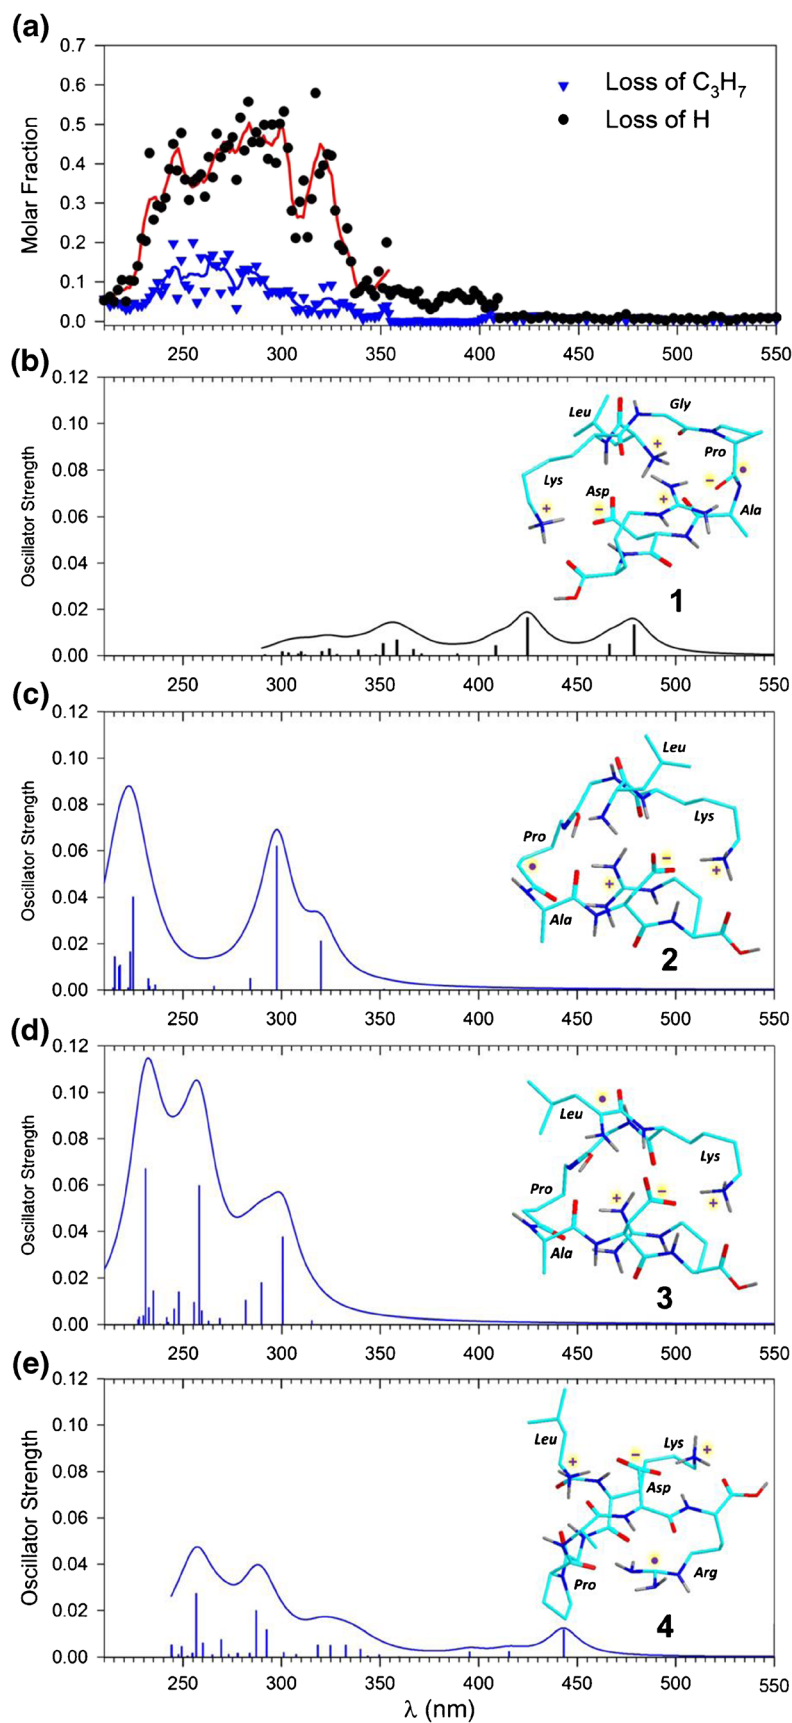 (a)
0.7
0.6
0.5
0.4
0.3
0.2
0.1
0.0
Molar Fraction
Loss of C₃H₇
Loss of H
250 300 350 400 450 500 550
(b)
0.12
0.10
0.08
0.06
0.04
0.02
0.00
Oscillator Strength
Leu
Gly
+
Pro
Lys
Asp
−
•
+
−
+
Ala
1
250 300 350 400 450 500 550
(c)
0.12
0.10
0.08
0.06
0.04
0.02
0.00
Oscillator Strength
Leu
Lys
Pro
•
−
+
+
Ala
2
250 300 350 400 450 500 550
(d)
0.12
0.10
0.08
0.06
0.04
0.02
0.00
Oscillator Strength
•
Leu
Lys
Pro
+
−
+
Ala
3
250 300 350 400 450 500 550
(e)
0.12
0.10
0.08
0.06
0.04
0.02
0.00
Oscillator Strength
Leu
Lys
+
−
+
Asp
•
Arg
Pro
4
250 300 350 400 450 500 550
λ (nm)